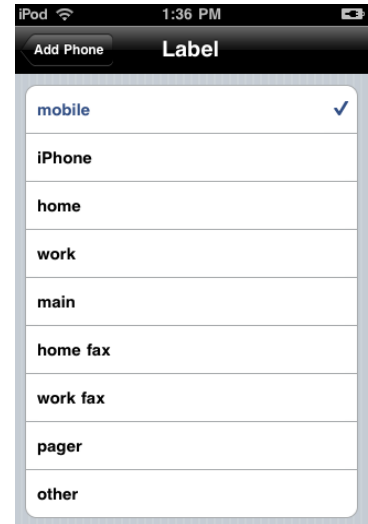 iPod 1:36 PM
Add Phone Label
mobile
iPhone
home
work
main
home fax
work fax
pager
other